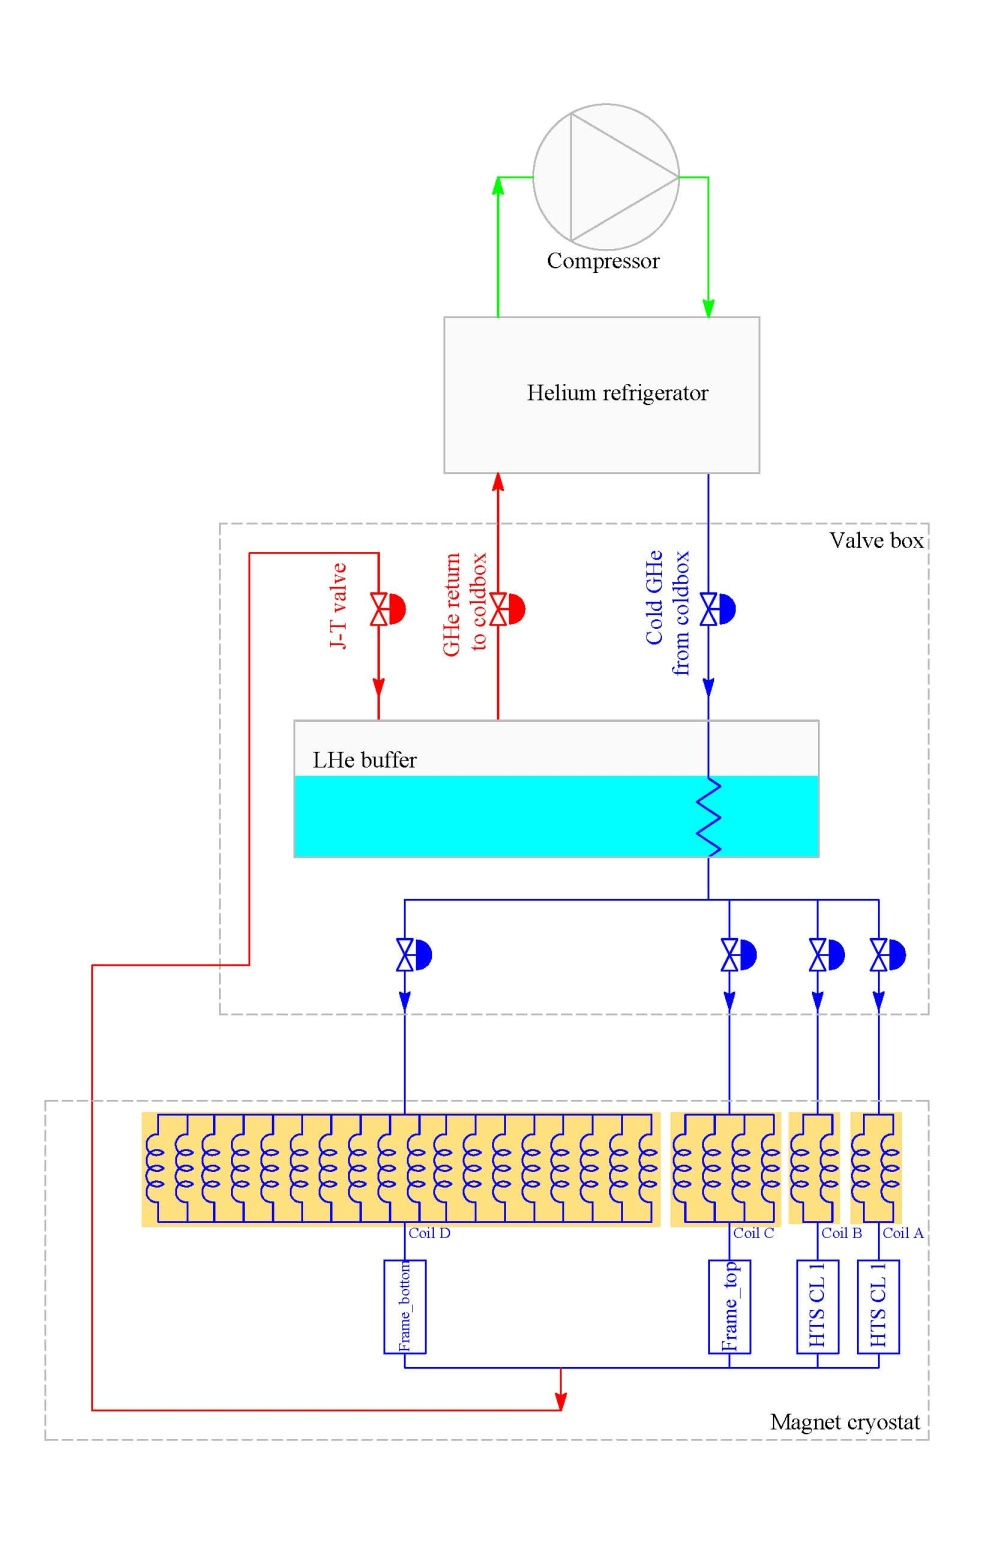 Compressor
Helium refrigerator
Valve box
J-T valve
GHe return
to coldbox
Cold GHe
from coldbox
LHe buffer
Coil D
Coil C
Coil B
Coil A
Frame_bottom
Frame_top
HTS CL 1
HTS CL 1
Magnet cryostat